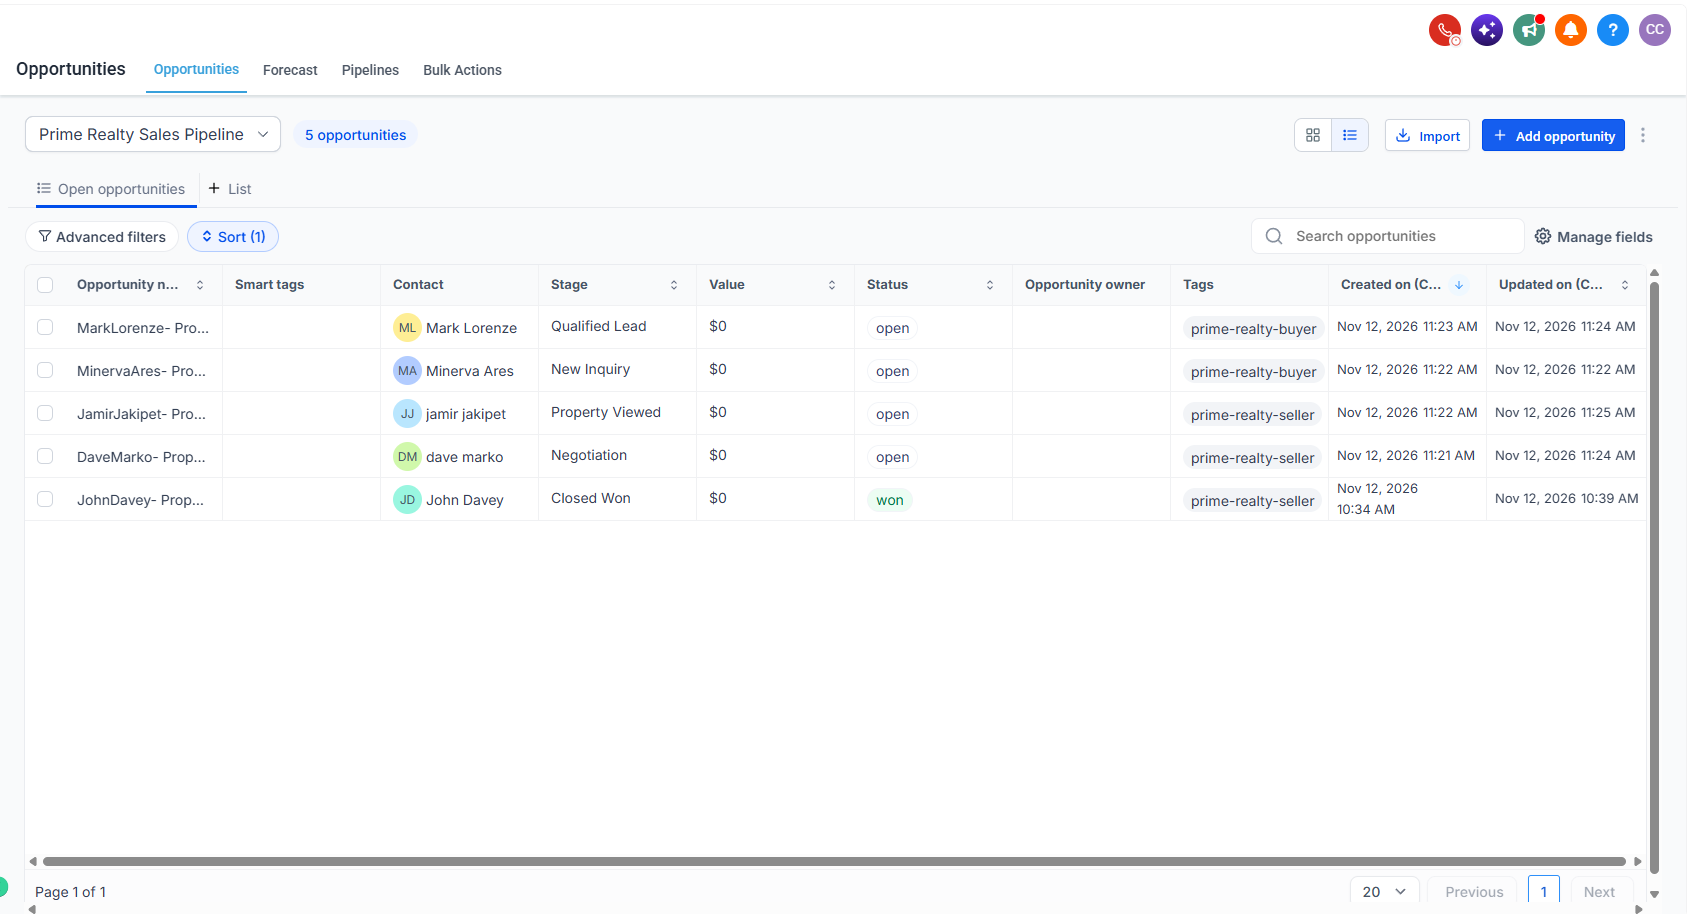 CC
Opportunities Opportunities Forecast Pipelines Bulk Actions
Prime Realty Sales Pipeline 5 opportunities Import + Add opportunity
Open opportunities + List
Advanced filters Sort (1) Search opportunities Manage fields
Opportunity n... Smart tags Contact Stage Value Status Opportunity owner Tags Created on (C... Updated on (C...
MarkLorenze- Pro... ML Mark Lorenze Qualified Lead $0 open prime-realty-buyer Nov 12, 2026 11:23 AM Nov 12, 2026 11:24 AM
MinervaAres- Pro... MA Minerva Ares New Inquiry $0 open prime-realty-buyer Nov 12, 2026 11:22 AM Nov 12, 2026 11:22 AM
JamirJakipet- Pro... JJ jamir jakipet Property Viewed $0 open prime-realty-seller Nov 12, 2026 11:22 AM Nov 12, 2026 11:25 AM
DaveMarko- Prop... DM dave marko Negotiation $0 open prime-realty-seller Nov 12, 2026 11:21 AM Nov 12, 2026 11:24 AM
JohnDavey- Prop... JD John Davey Closed Won $0 won prime-realty-seller Nov 12, 2026 10:34 AM Nov 12, 2026 10:39 AM
Page 1 of 1 20 Previous 1 Next